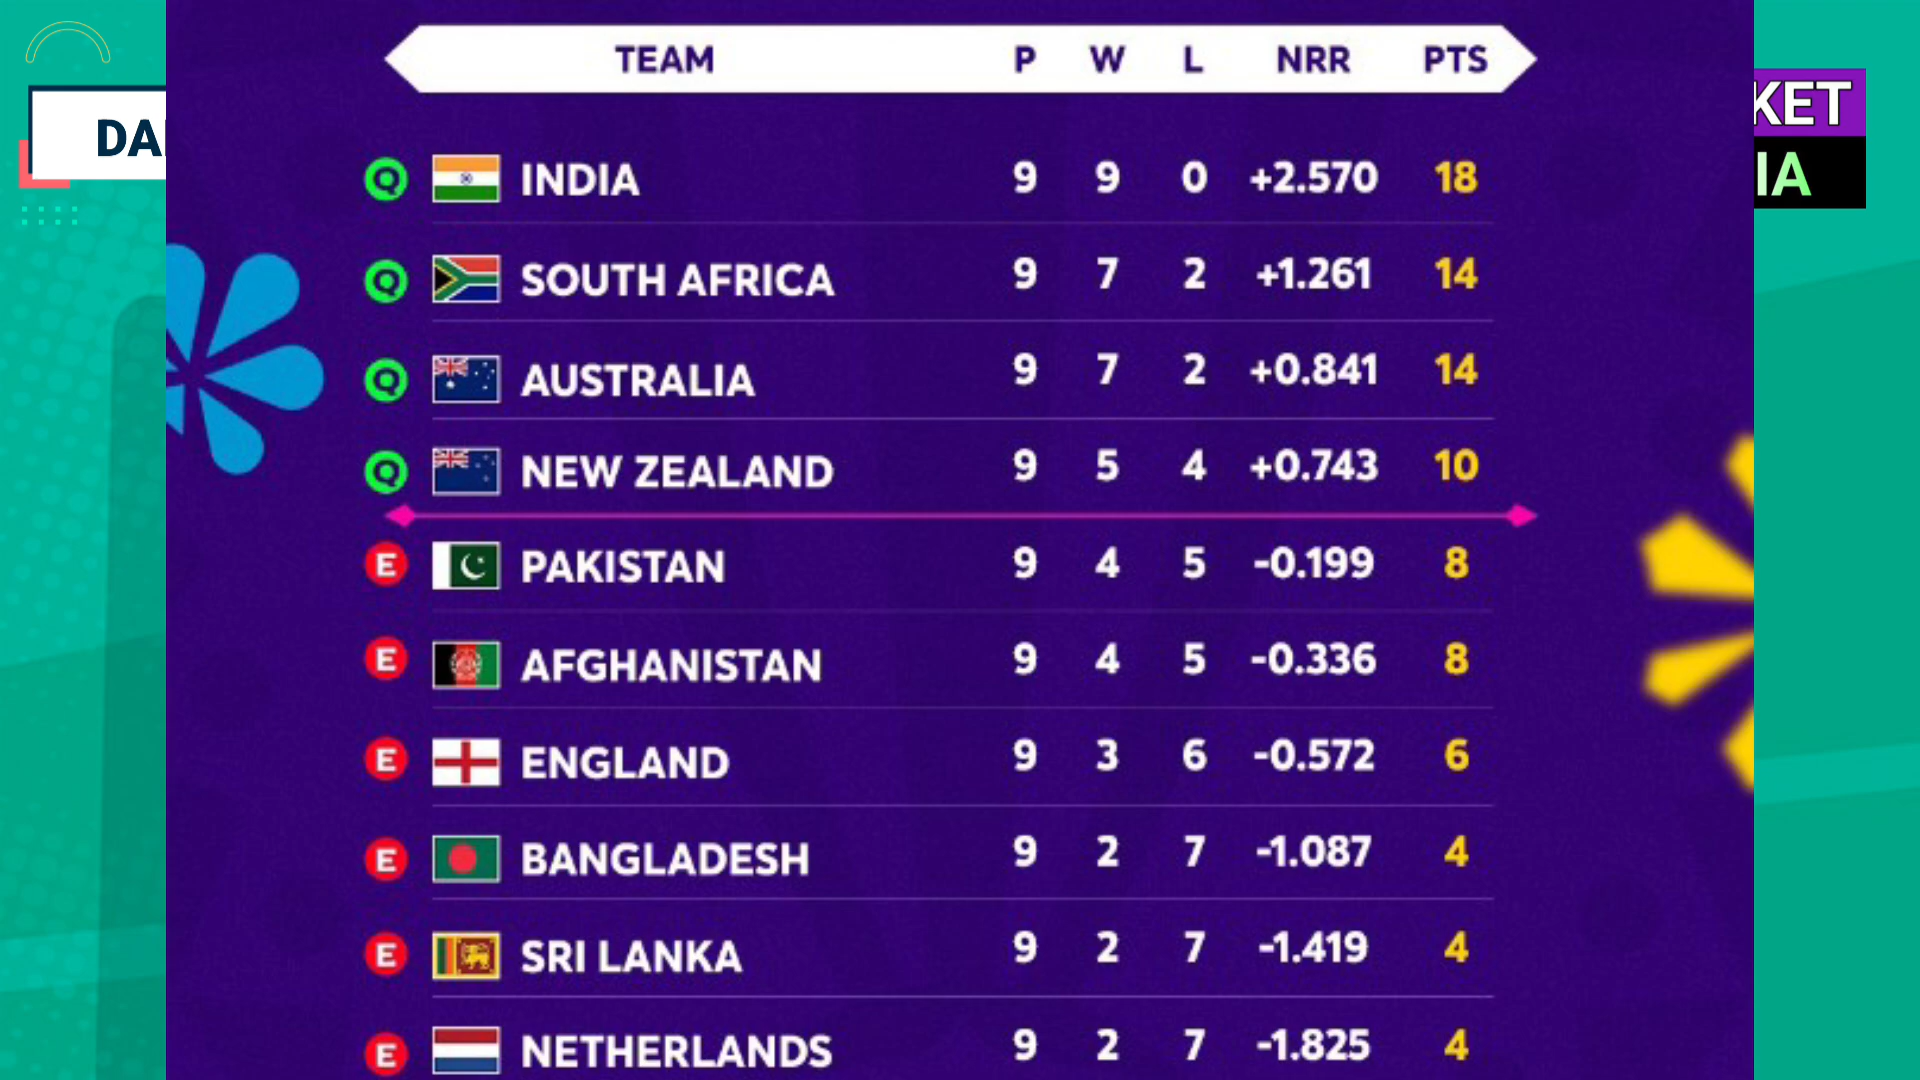 TEAM P W L NRR PTS
DA
KET
IA
Q INDIA 9 9 0 +2.570 18
Q SOUTH AFRICA 9 7 2 +1.261 14
Q AUSTRALIA 9 7 2 +0.841 14
Q NEW ZEALAND 9 5 4 +0.743 10
E PAKISTAN 9 4 5 -0.199 8
E AFGHANISTAN 9 4 5 -0.336 8
E ENGLAND 9 3 6 -0.572 6
E BANGLADESH 9 2 7 -1.087 4
E SRI LANKA 9 2 7 -1.419 4
E NETHERLANDS 9 2 7 -1.825 4